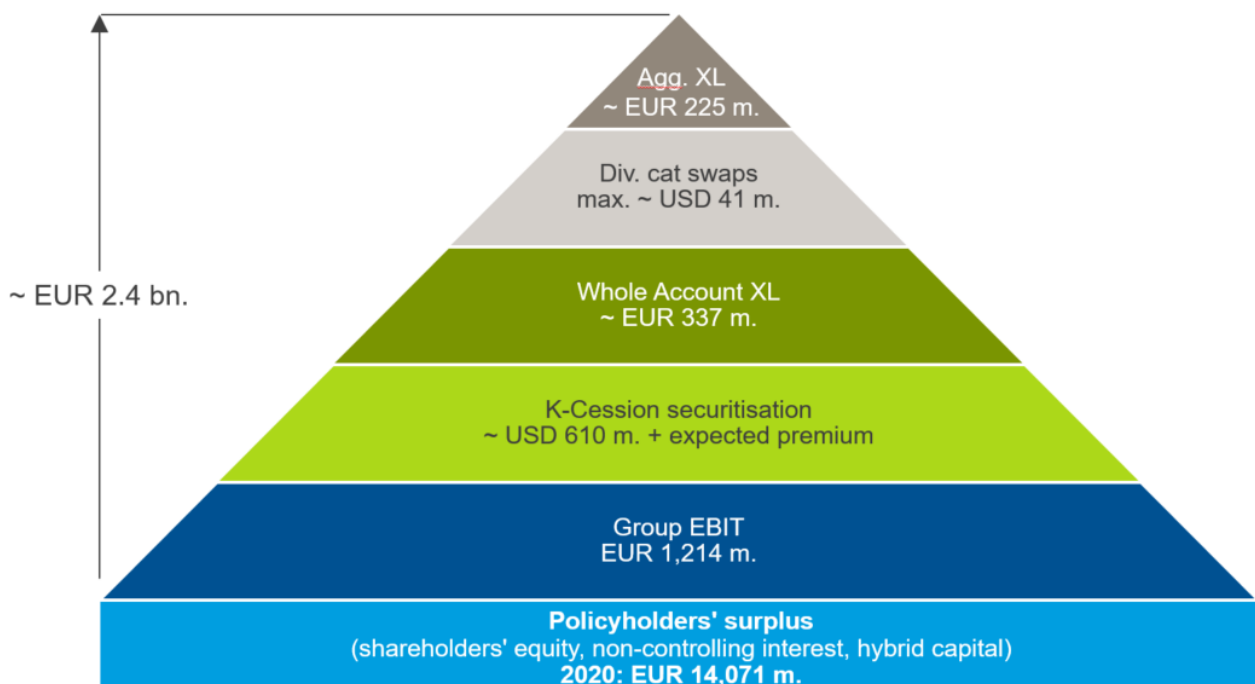 Agg. XL
~ EUR 225 m.
Div. cat swaps
max. ~ USD 41 m.
~ EUR 2.4 bn.
Whole Account XL
~ EUR 337 m.
K-Cession securitisation
~ USD 610 m. + expected premium
Group EBIT
EUR 1,214 m.
Policyholders' surplus
(shareholders' equity, non-controlling interest, hybrid capital)
2020: EUR 14,071 m.